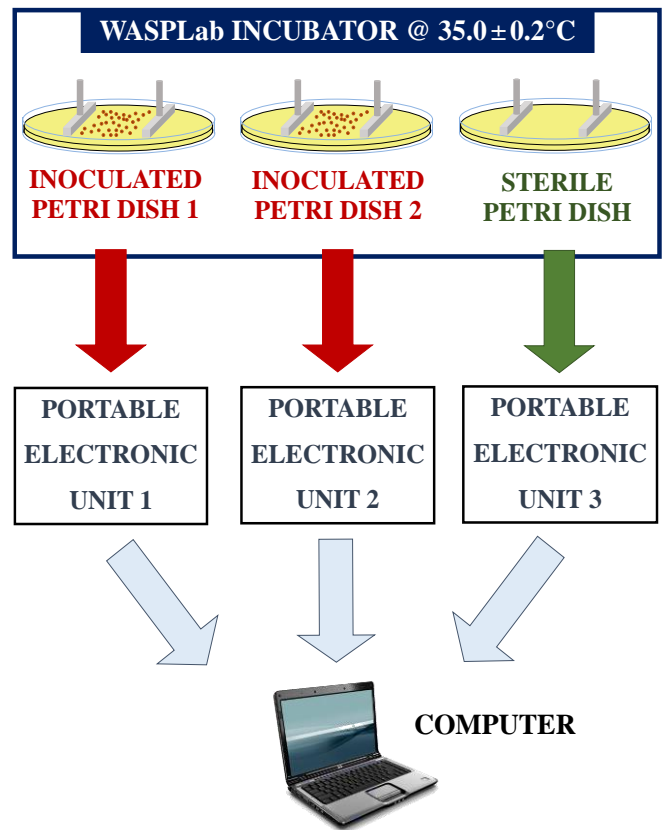 WASPLab INCUBATOR @ 35.0 ± 0.2°C
INOCULATED
PETRI DISH 1
INOCULATED
PETRI DISH 2
STERILE
PETRI DISH
PORTABLE
ELECTRONIC
UNIT 1
PORTABLE
ELECTRONIC
UNIT 2
PORTABLE
ELECTRONIC
UNIT 3
COMPUTER